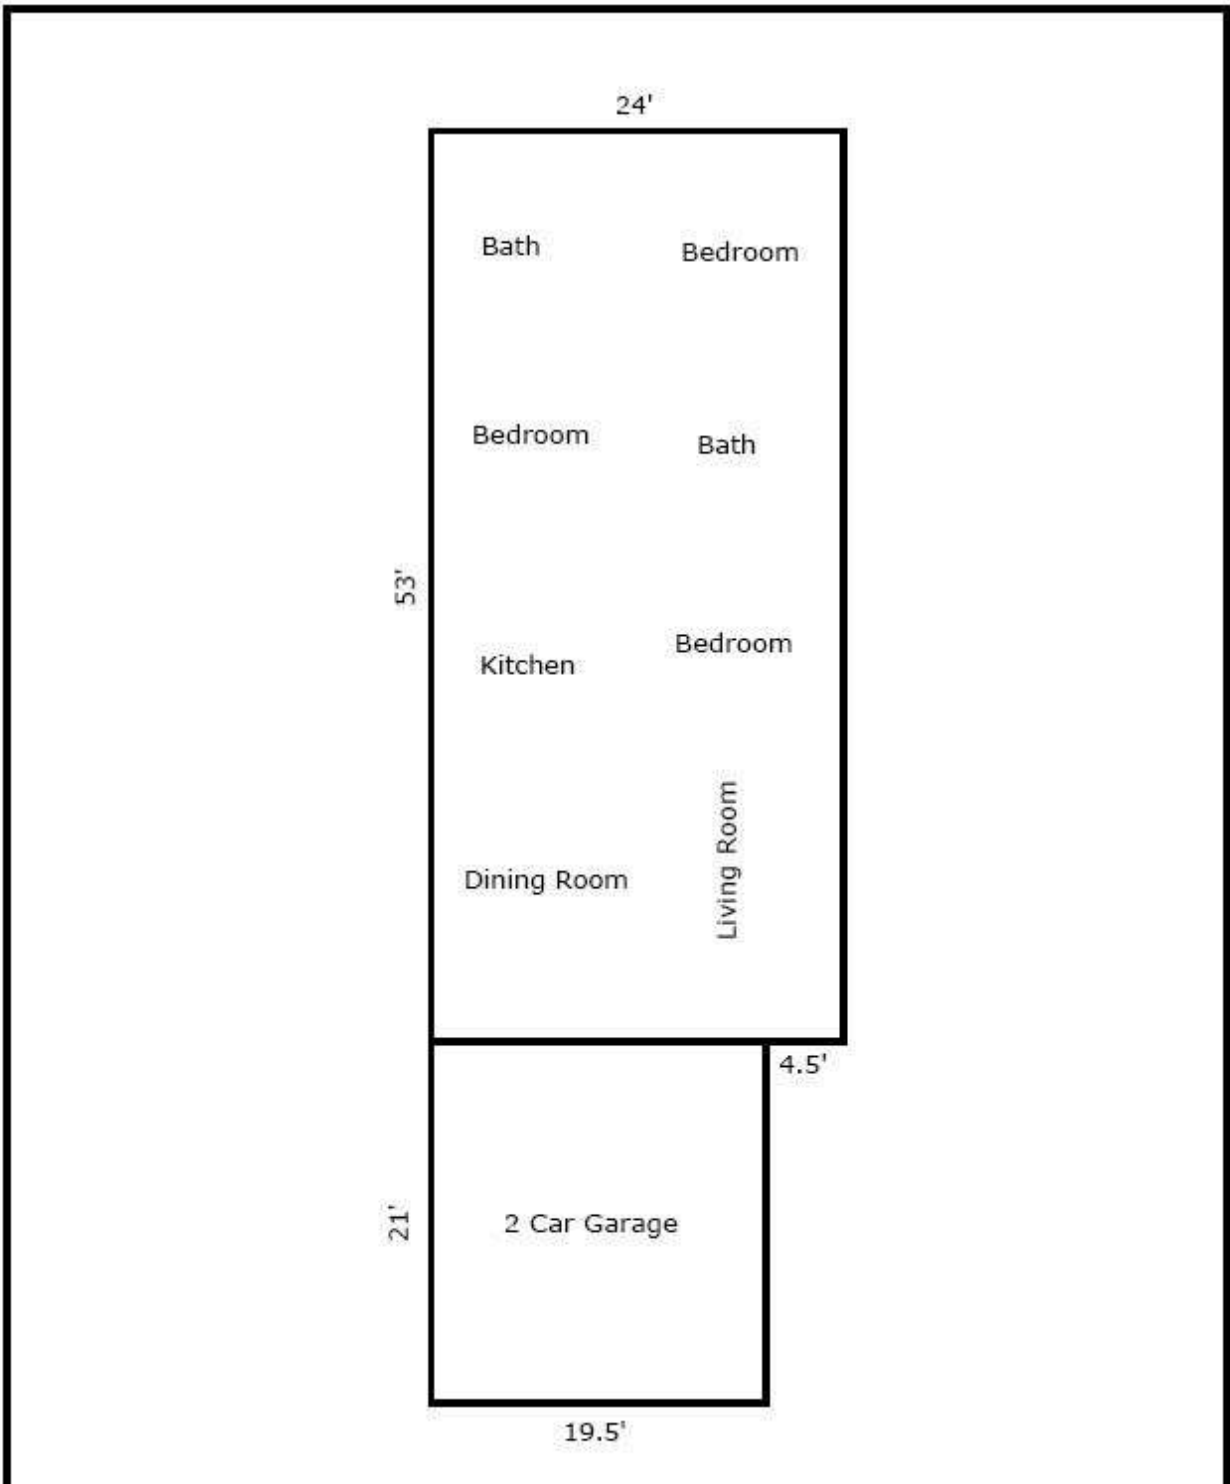 24'
Bath
Bedroom
Bedroom
Bath
53'
Kitchen
Bedroom
Dining Room
Living Room
4.5'
21'
2 Car Garage
19.5'